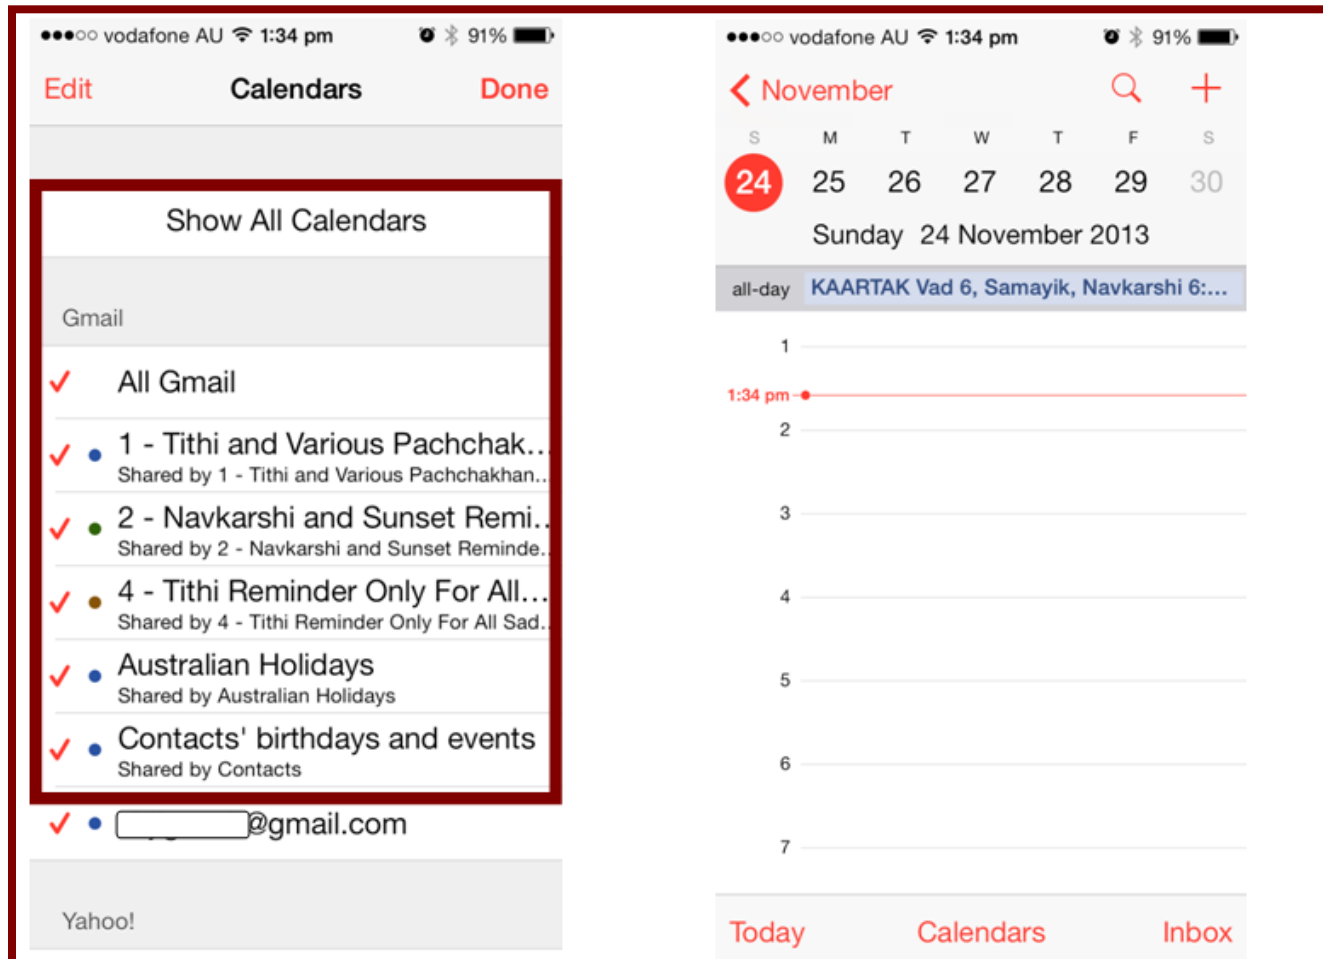 vodafone AU 1:34 pm 91%
Edit Calendars Done
Show All Calendars
Gmail
All Gmail
1 - Tithi and Various Pachchak...
Shared by 1 - Tithi and Various Pachchakhan...
2 - Navkarshi and Sunset Remi...
Shared by 2 - Navkarshi and Sunset Reminde...
4 - Tithi Reminder Only For All...
Shared by 4 - Tithi Reminder Only For All Sad...
Australian Holidays
Shared by Australian Holidays
Contacts' birthdays and events
Shared by Contacts
@gmail.com
Yahoo!
vodafone AU 1:34 pm 91%
November
S M T W T F S
24 25 26 27 28 29 30
Sunday 24 November 2013
all-day KAARTAK Vad 6, Samayik, Navkarshi 6:...
1
1:34 pm
2
3
4
5
6
7
Today Calendars Inbox